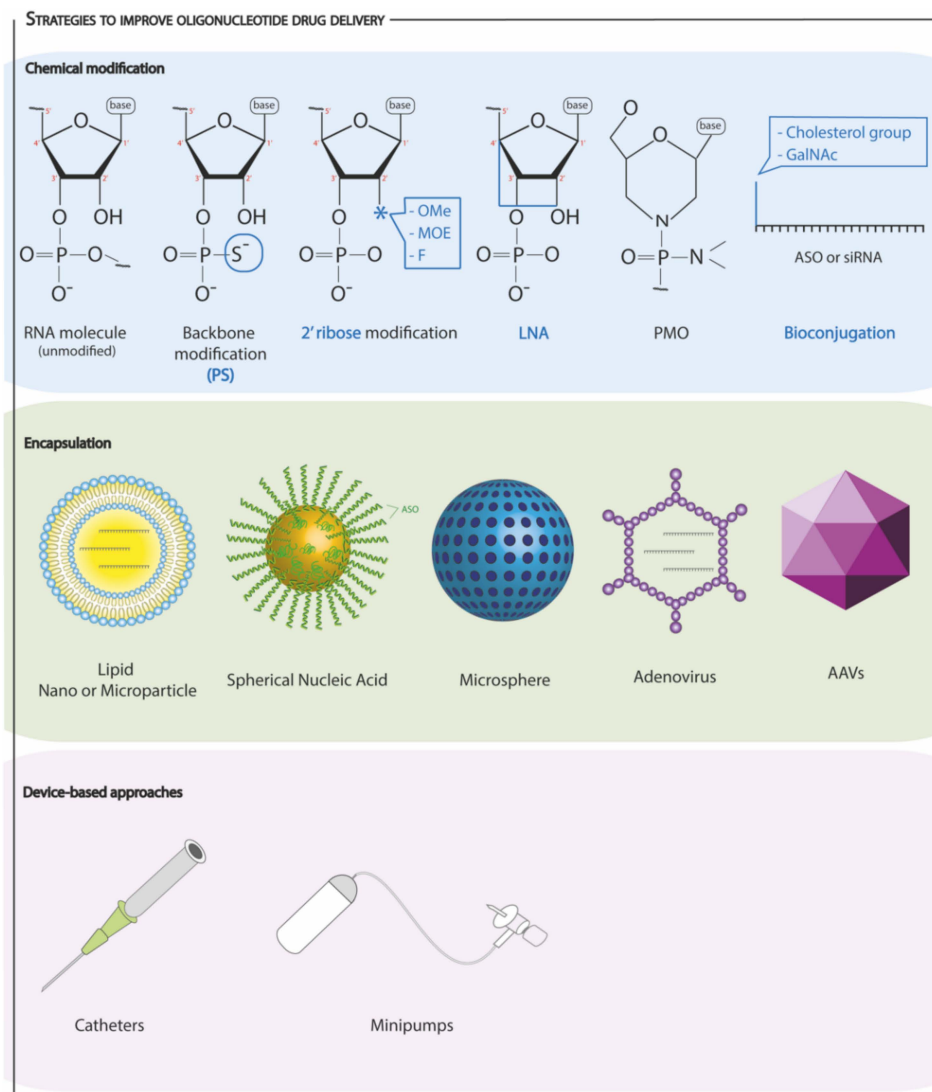 STRATEGIES TO IMPROVE OLIGONUCLEOTIDE DRUG DELIVERY
Chemical modification
5'
base
O
4'
1'
3'
2'
O
OH
O=P-O
O⁻
RNA molecule
(unmodified)
5'
base
O
4'
1'
3'
2'
O
OH
O=P-S⁻
O⁻
Backbone
modification
(PS)
5'
base
O
4'
1'
3'
2'
O
*
- OMe
- MOE
- F
O=P-O
O⁻
2' ribose modification
5'
base
O
4'
1'
3'
2'
O
OH
O=P-O
O⁻
LNA
O
base
O
N
O=P-N
PMO
- Cholesterol group
- GalNAc
ASO or siRNA
Bioconjugation
Encapsulation
Lipid
Nano or Microparticle
ASO
Spherical Nucleic Acid
Microsphere
Adenovirus
AAVs
Device-based approaches
Catheters
Minipumps